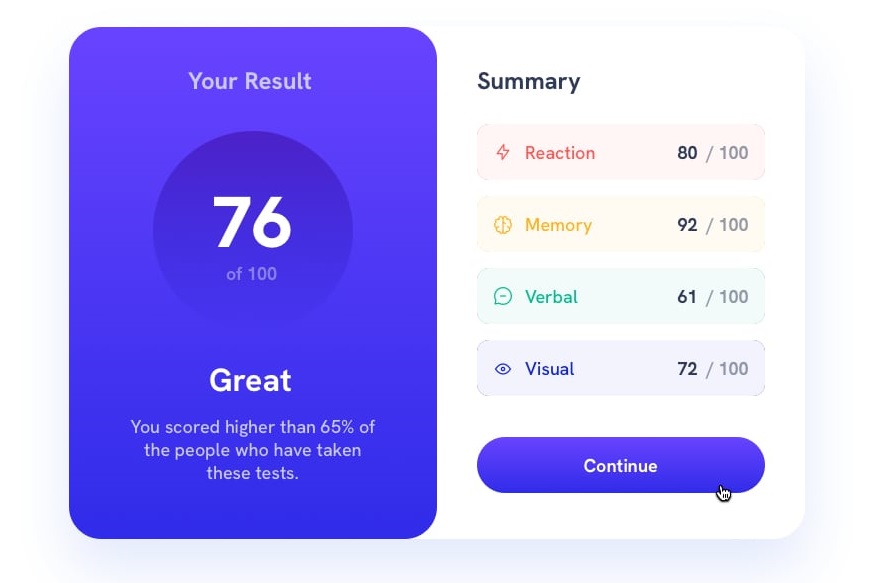 Your Result
76
of 100
Great
You scored higher than 65% of
the people who have taken
these tests.
Summary
Reaction 80 / 100
Memory 92 / 100
Verbal 61 / 100
Visual 72 / 100
Continue